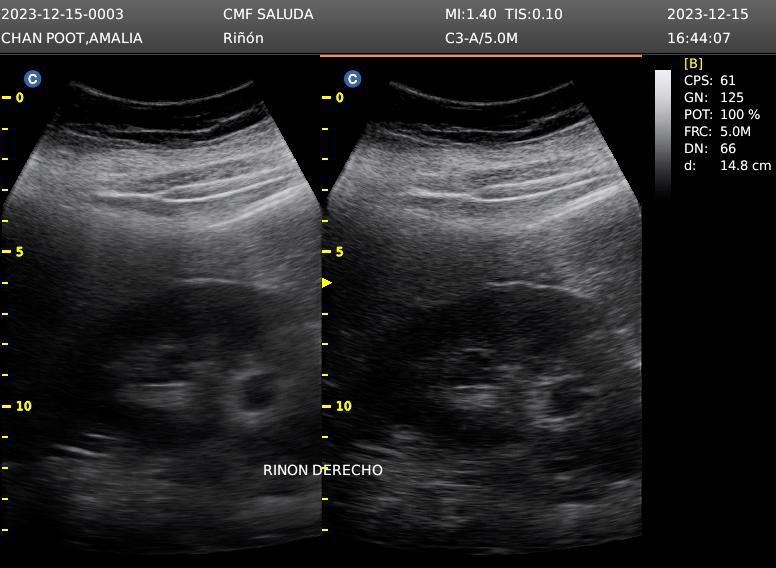 2023-12-15-0003 CMF SALUDA MI:1.40 TIS:0.10 2023-12-15
CHAN POOT,AMALIA Riñón C3-A/5.0M 16:44:07
[B]
CPS: 61
GN: 125
POT: 100 %
FRC: 5.0M
DN: 66
d: 14.8 cm
C
C
0
0
5
5
10
10
RINON DERECHO